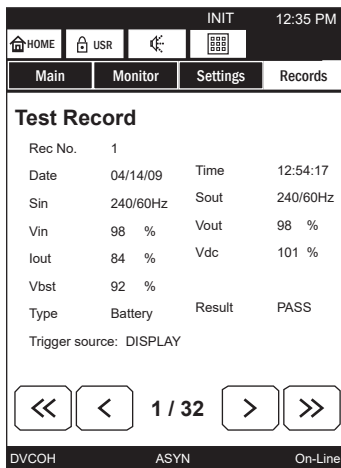 INIT 12:35 PM
HOME USR
Main Monitor Settings Records
Test Record
Rec No. 1
Date 04/14/09 Time 12:54:17
Sin 240/60Hz Sout 240/60Hz
Vin 98 % Vout 98 %
Iout 84 % Vdc 101 %
Vbst 92 %
Type Battery Result PASS
Trigger source: DISPLAY
1 / 32
DVCOH ASYN On-Line